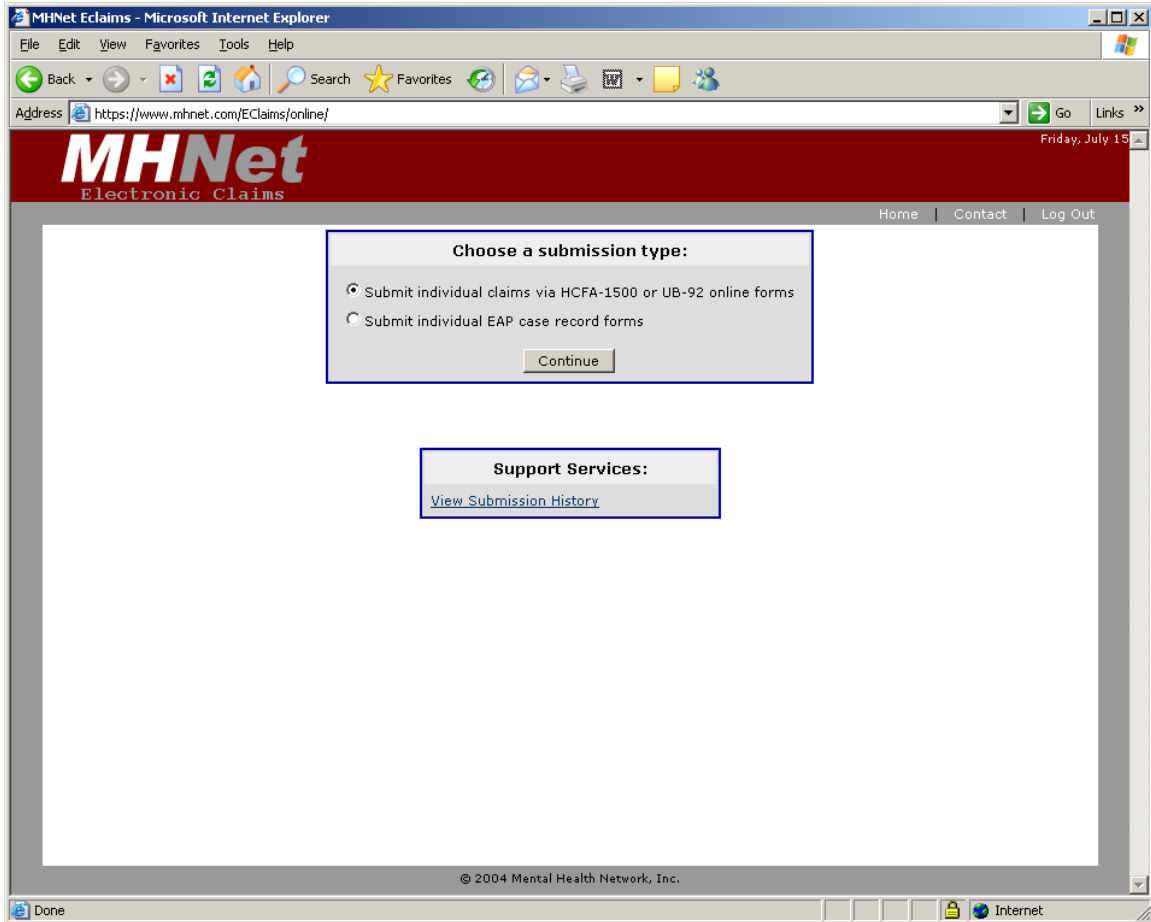 MHNet Eclaims - Microsoft Internet Explorer
File Edit View Favorites Tools Help
Back Search Favorites
Address https://www.mhnet.com/EClaims/online/ Go Links »
Friday, July 15
MHNet
Electronic Claims
Home | Contact | Log Out
Choose a submission type:
Submit individual claims via HCFA-1500 or UB-92 online forms
Submit individual EAP case record forms
Continue
Support Services:
View Submission History
© 2004 Mental Health Network, Inc.
Done Internet